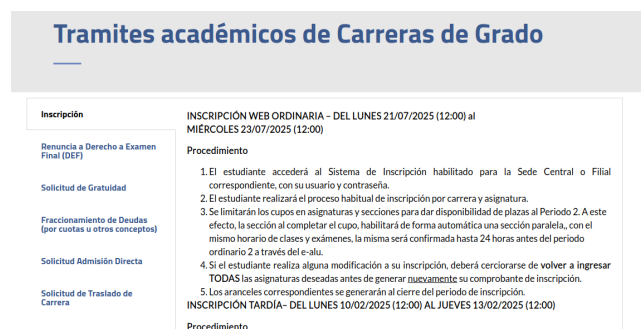 Tramites académicos de Carreras de Grado
Inscripción
Renuncia a Derecho a Examen
Final (DEF)
Solicitud de Gratuidad
Fraccionamiento de Deudas
(por cuotas u otros conceptos)
Solicitud Admisión Directa
Solicitud de Traslado de
Carrera
INSCRIPCIÓN WEB ORDINARIA – DEL LUNES 21/07/2025 (12:00) al
MIÉRCOLES 23/07/2025 (12:00)
Procedimiento
1. El estudiante accederá al Sistema de Inscripción habilitado para la Sede Central o Filial
correspondiente, con su usuario y contraseña.
2. El estudiante realizará el proceso habitual de inscripción por carrera y asignatura.
3. Se limitarán los cupos en asignaturas y secciones para dar disponibilidad de plazas al Periodo 2. A este
efecto, la sección al completar el cupo, habilitará de forma automática una sección paralela,, con el
mismo horario de clases y exámenes, la misma será confirmada hasta 24 horas antes del periodo
ordinario 2 a través del e-alu.
4. Si el estudiante realiza alguna modificación a su inscripción, deberá cerciorarse de volver a ingresar
TODAS las asignaturas deseadas antes de generar nuevamente su comprobante de inscripción.
5. Los aranceles correspondientes se generarán al cierre del periodo de inscripción.
INSCRIPCIÓN TARDÍA– DEL LUNES 10/02/2025 (12:00) AL JUEVES 13/02/2025 (12:00)
Procedimiento